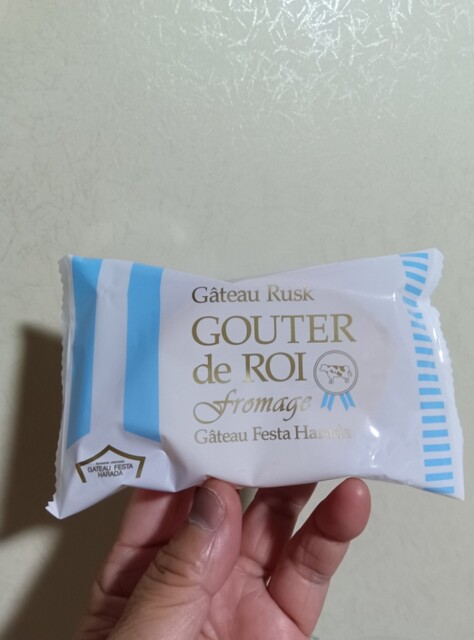 Gâteau Rusk
GOUTER
de ROI
fromage
Gâteau Festa Harada
GATEAU FESTA
HARADA